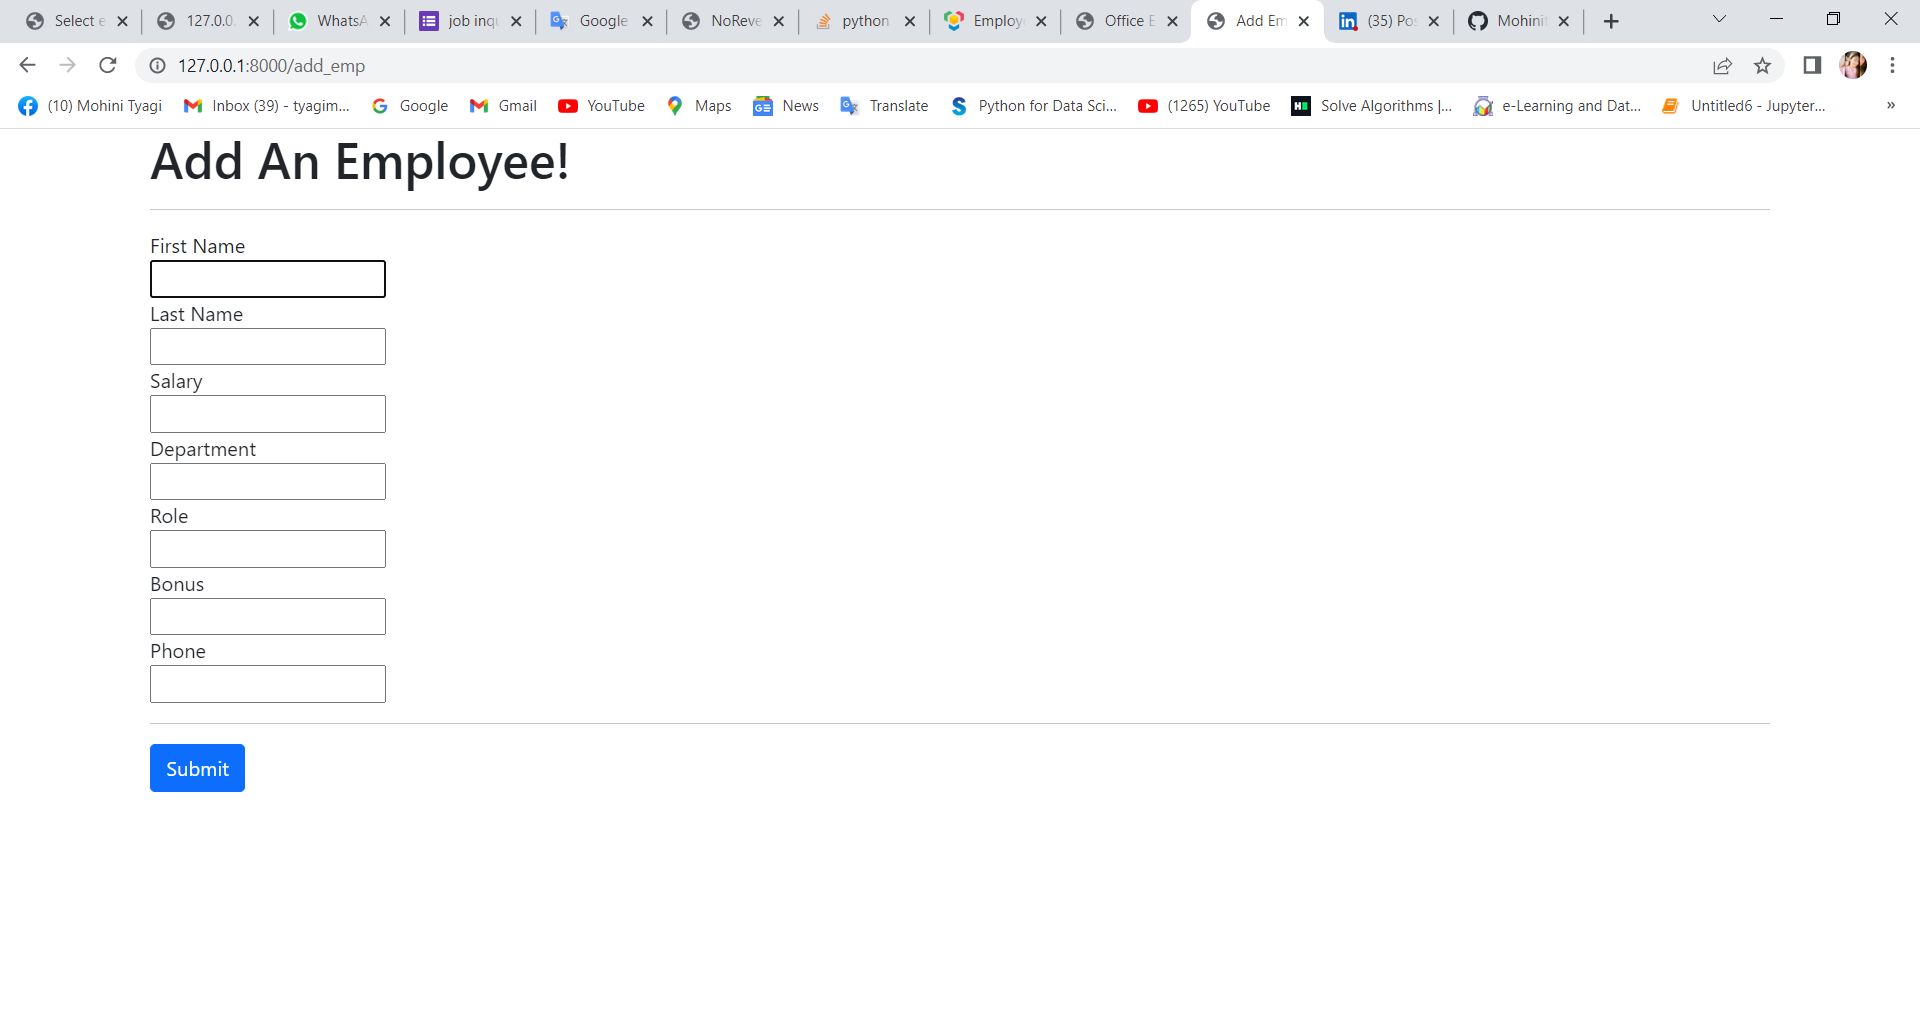 Select e
127.0.0.
WhatsA
job inqu
Google
NoReve
python
Employ
Office E
Add Em
(35) Pos
Mohinit
127.0.0.1:8000/add_emp
(10) Mohini Tyagi
Inbox (39) - tyagim...
Google
Gmail
YouTube
Maps
News
Translate
Python for Data Sci...
(1265) YouTube
Solve Algorithms |...
e-Learning and Dat...
Untitled6 - Jupyter...
»
Add An Employee!
First Name
Last Name
Salary
Department
Role
Bonus
Phone
Submit